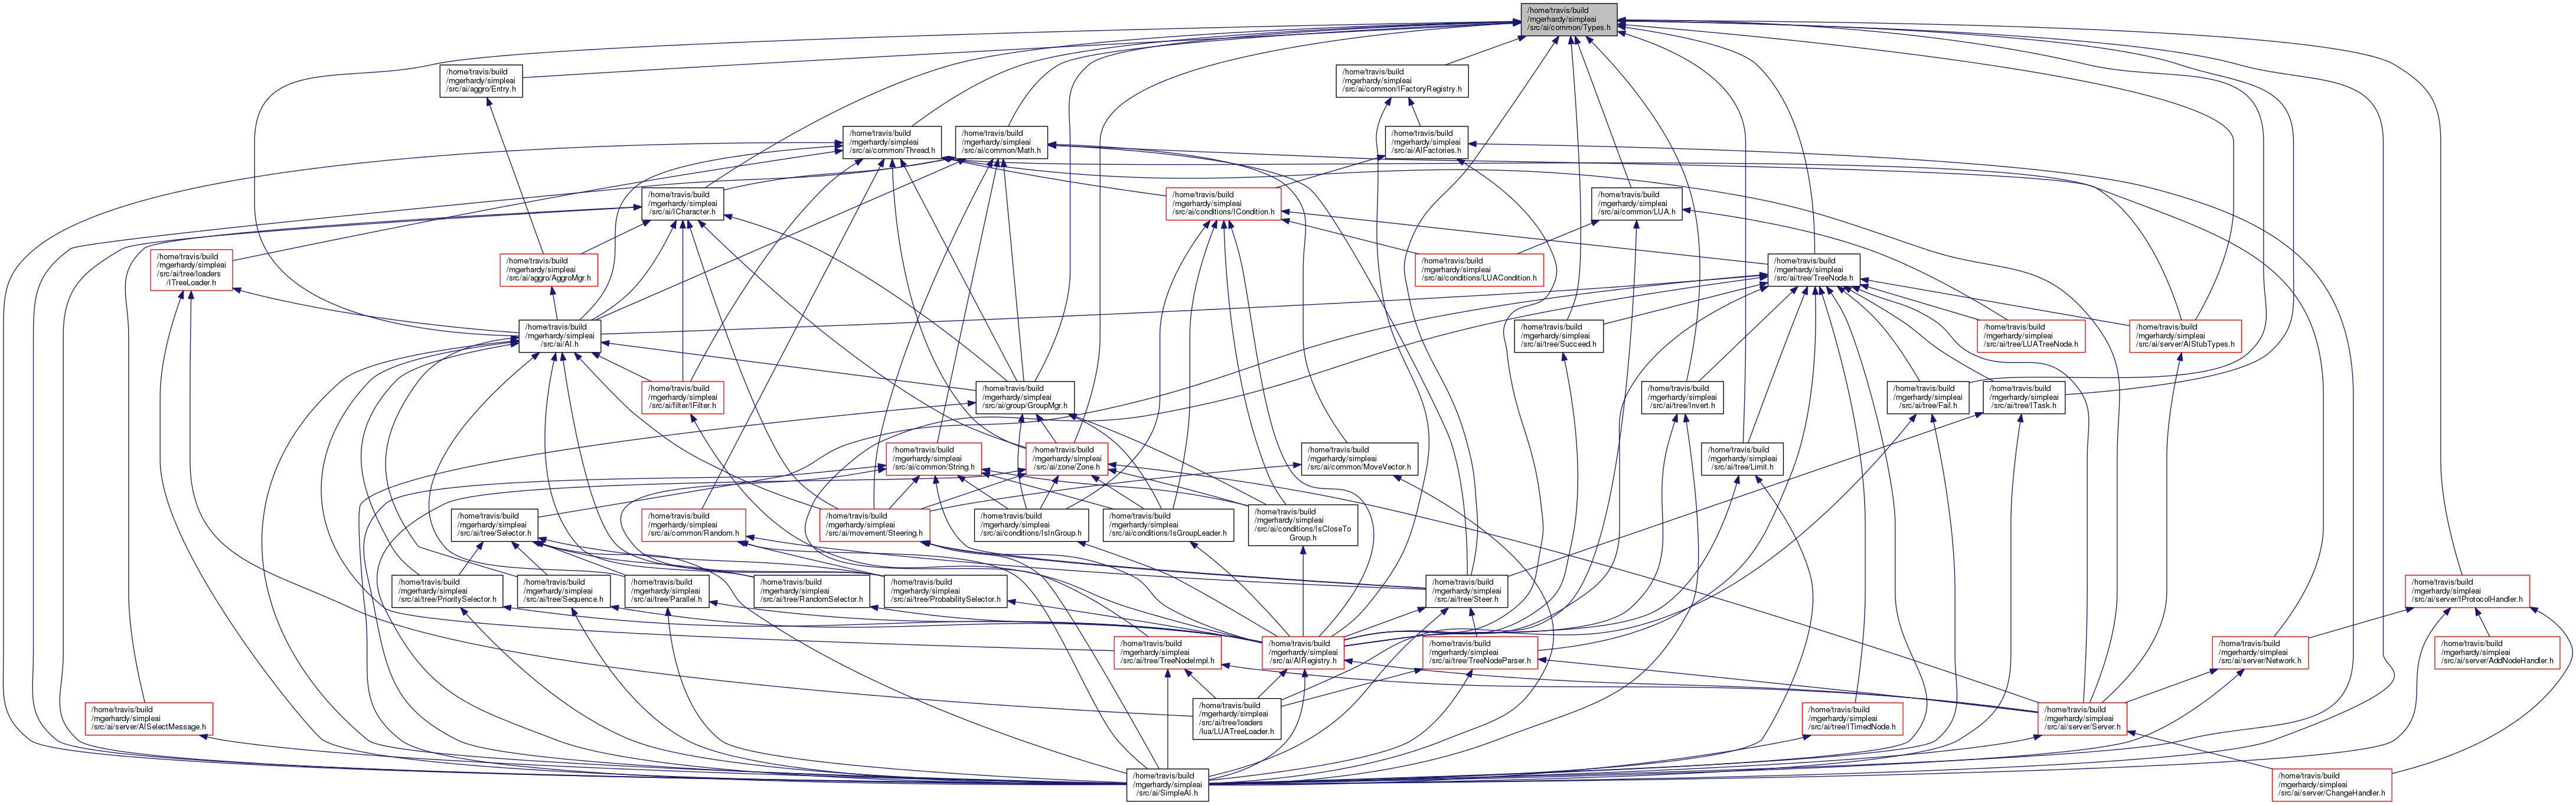 /home/travis/build
/mgerhardy/simpleai
/src/ai/common/Types.h
/home/travis/build
/mgerhardy/simpleai
/src/ai/aggro/Entry.h
/home/travis/build
/mgerhardy/simpleai
/src/ai/common/IFactoryRegistry.h
/home/travis/build
/mgerhardy/simpleai
/src/ai/common/Thread.h
/home/travis/build
/mgerhardy/simpleai
/src/ai/common/Math.h
/home/travis/build
/mgerhardy/simpleai
/src/ai/AIFactories.h
/home/travis/build
/mgerhardy/simpleai
/src/ai/ICharacter.h
/home/travis/build
/mgerhardy/simpleai
/src/ai/conditions/ICondition.h
/home/travis/build
/mgerhardy/simpleai
/src/ai/common/LUA.h
/home/travis/build
/mgerhardy/simpleai
/src/ai/tree/loaders
/ITreeLoader.h
/home/travis/build
/mgerhardy/simpleai
/src/ai/aggro/AggroMgr.h
/home/travis/build
/mgerhardy/simpleai
/src/ai/conditions/LUACondition.h
/home/travis/build
/mgerhardy/simpleai
/src/ai/tree/TreeNode.h
/home/travis/build
/mgerhardy/simpleai
/src/ai/AI.h
/home/travis/build
/mgerhardy/simpleai
/src/ai/tree/Succeed.h
/home/travis/build
/mgerhardy/simpleai
/src/ai/tree/LUATreeNode.h
/home/travis/build
/mgerhardy/simpleai
/src/ai/server/AIStubTypes.h
/home/travis/build
/mgerhardy/simpleai
/src/ai/filter/IFilter.h
/home/travis/build
/mgerhardy/simpleai
/src/ai/group/GroupMgr.h
/home/travis/build
/mgerhardy/simpleai
/src/ai/tree/Invert.h
/home/travis/build
/mgerhardy/simpleai
/src/ai/tree/Fail.h
/home/travis/build
/mgerhardy/simpleai
/src/ai/tree/ITask.h
/home/travis/build
/mgerhardy/simpleai
/src/ai/common/String.h
/home/travis/build
/mgerhardy/simpleai
/src/ai/zone/Zone.h
/home/travis/build
/mgerhardy/simpleai
/src/ai/common/MoveVector.h
/home/travis/build
/mgerhardy/simpleai
/src/ai/tree/Limit.h
/home/travis/build
/mgerhardy/simpleai
/src/ai/tree/Selector.h
/home/travis/build
/mgerhardy/simpleai
/src/ai/common/Random.h
/home/travis/build
/mgerhardy/simpleai
/src/ai/movement/Steering.h
/home/travis/build
/mgerhardy/simpleai
/src/ai/conditions/IsInGroup.h
/home/travis/build
/mgerhardy/simpleai
/src/ai/conditions/IsGroupLeader.h
/home/travis/build
/mgerhardy/simpleai
/src/ai/conditions/IsCloseTo
Group.h
/home/travis/build
/mgerhardy/simpleai
/src/ai/tree/PrioritySelector.h
/home/travis/build
/mgerhardy/simpleai
/src/ai/tree/Sequence.h
/home/travis/build
/mgerhardy/simpleai
/src/ai/tree/Parallel.h
/home/travis/build
/mgerhardy/simpleai
/src/ai/tree/RandomSelector.h
/home/travis/build
/mgerhardy/simpleai
/src/ai/tree/ProbabilitySelector.h
/home/travis/build
/mgerhardy/simpleai
/src/ai/tree/Steer.h
/home/travis/build
/mgerhardy/simpleai
/src/ai/server/IProtocolHandler.h
/home/travis/build
/mgerhardy/simpleai
/src/ai/tree/TreeNodeImpl.h
/home/travis/build
/mgerhardy/simpleai
/src/ai/AIRegistry.h
/home/travis/build
/mgerhardy/simpleai
/src/ai/tree/TreeNodeParser.h
/home/travis/build
/mgerhardy/simpleai
/src/ai/server/Network.h
/home/travis/build
/mgerhardy/simpleai
/src/ai/server/AddNodeHandler.h
/home/travis/build
/mgerhardy/simpleai
/src/ai/server/AISelectMessage.h
/home/travis/build
/mgerhardy/simpleai
/src/ai/tree/loaders
/lua/LUATreeLoader.h
/home/travis/build
/mgerhardy/simpleai
/src/ai/tree/ITimedNode.h
/home/travis/build
/mgerhardy/simpleai
/src/ai/server/Server.h
/home/travis/build
/mgerhardy/simpleai
/src/ai/SimpleAI.h
/home/travis/build
/mgerhardy/simpleai
/src/ai/server/ChangeHandler.h